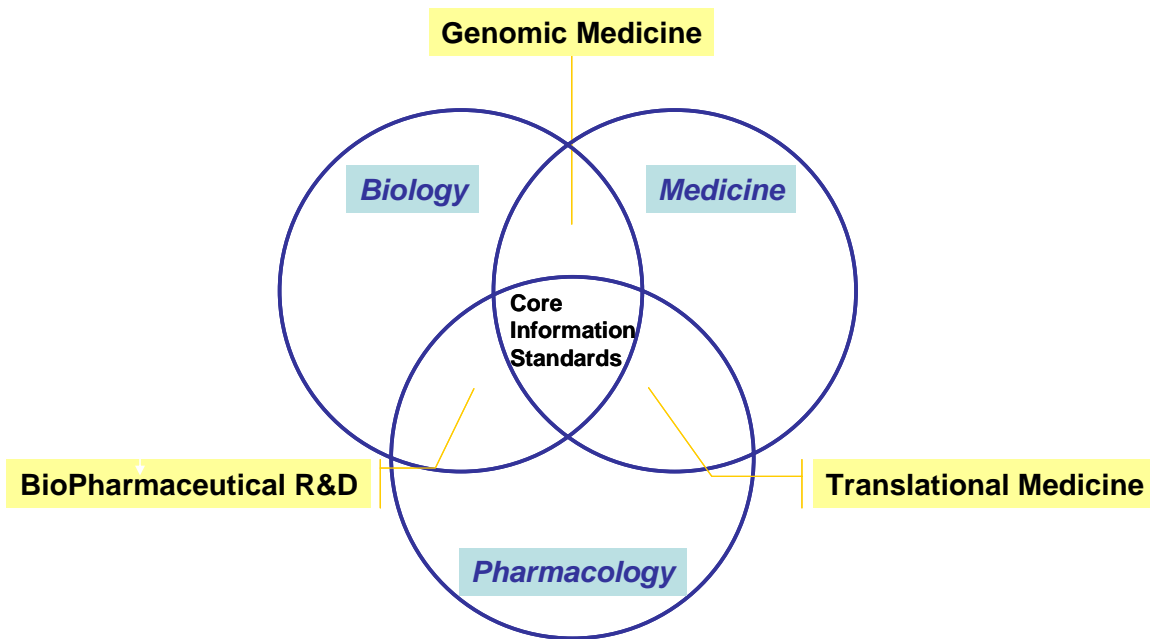 Genomic Medicine
Biology
Medicine
Core
Information
Standards
BioPharmaceutical R&D
Translational Medicine
Pharmacology